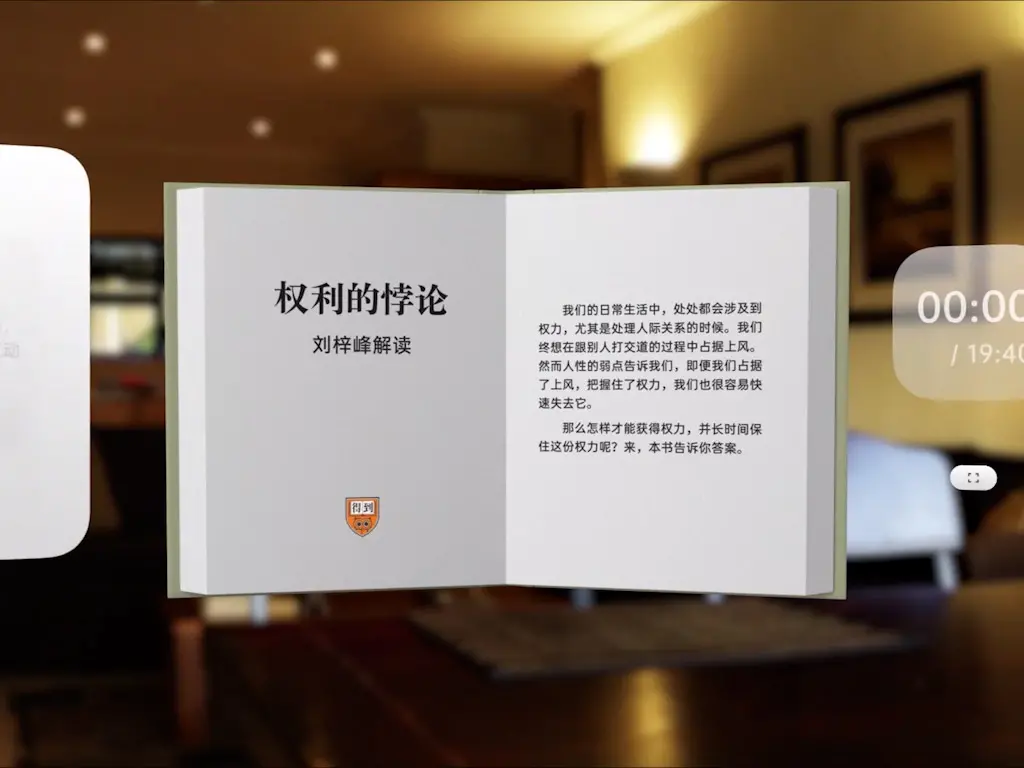 权利的悖论
刘梓峰解读
得到
我们的日常生活中，处处都会涉及到
权力，尤其是处理人际关系的时候。我们
终想在跟别人打交道的过程中占据上风。
然而人性的弱点告诉我们，即便我们占据
了上风，把握住了权力，我们也很容易快
速失去它。
那么怎样才能获得权力，并长时间保
住这份权力呢？来，本书告诉你答案。
00:00
/ 19:40